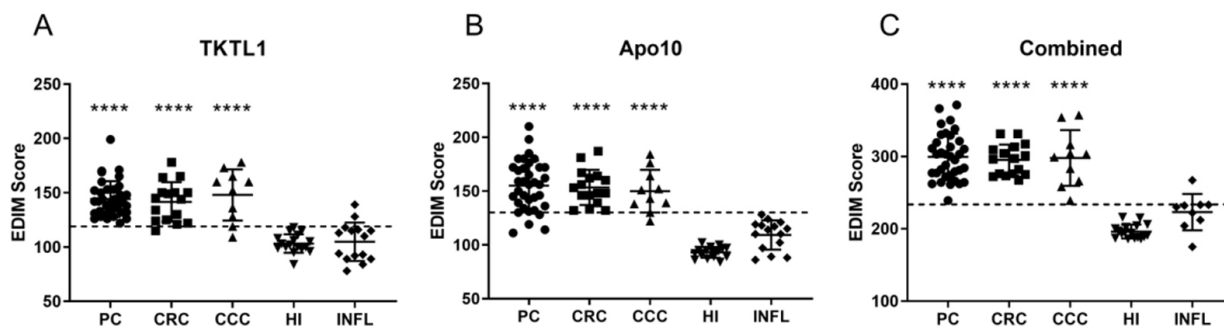 A
TKTL1
250
200
150
100
50
EDIM Score
****
****
****
PC
CRC
CCC
HI
INFL
B
Apo10
250
200
150
100
50
EDIM Score
****
****
****
PC
CRC
CCC
HI
INFL
C
Combined
400
300
200
100
EDIM Score
****
****
****
PC
CRC
CCC
HI
INFL